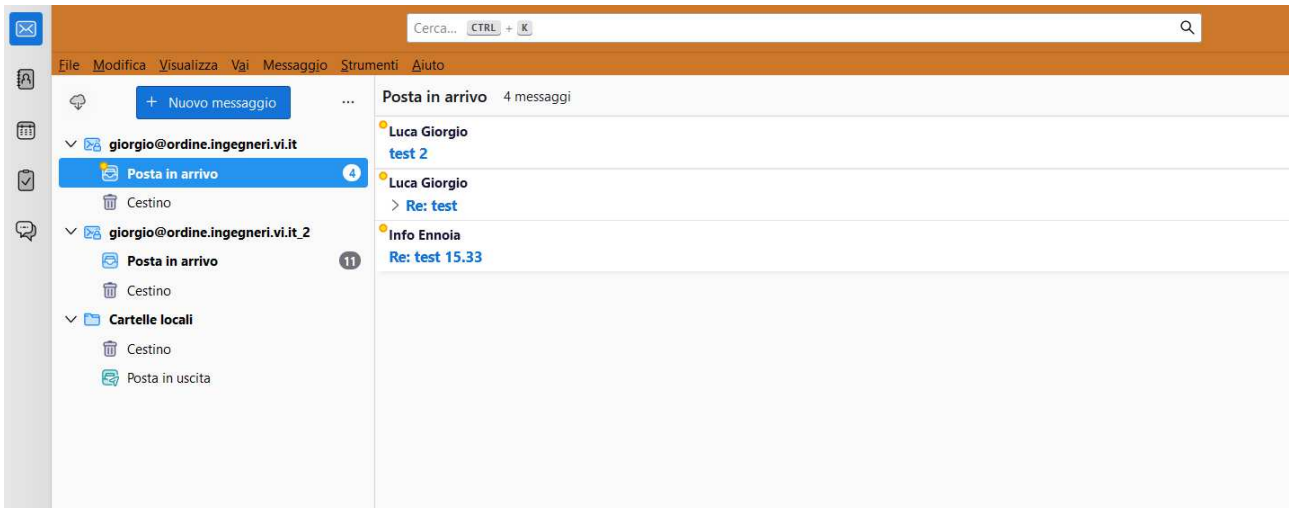 Cerca... CTRL + K
File Modifica Visualizza Vai Messaggio Strumenti Aiuto
+ Nuovo messaggio ...
Posta in arrivo 4 messaggi
giorgio@ordine.ingegneri.vi.it
Posta in arrivo 4
Cestino
giorgio@ordine.ingegneri.vi.it_2
Posta in arrivo 11
Cestino
Cartelle locali
Cestino
Posta in uscita
Luca Giorgio
test 2
Luca Giorgio
> Re: test
Info Ennoia
Re: test 15.33